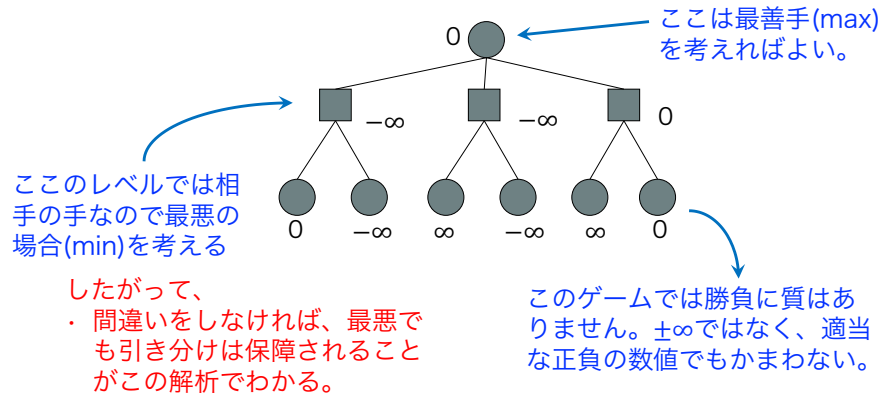 ここは最善手(max)
を考えればよい。
0
−∞
−∞
0
ここのレベルでは相
手の手なので最悪の
場合(min)を考える
0
−∞
∞
−∞
∞
0
したがって、
・ 間違いをしなければ、最悪で
も引き分けは保障されること
がこの解析でわかる。
このゲームでは勝負に質はあ
りません。±∞ではなく、適当
な正負の数値でもかまわない。